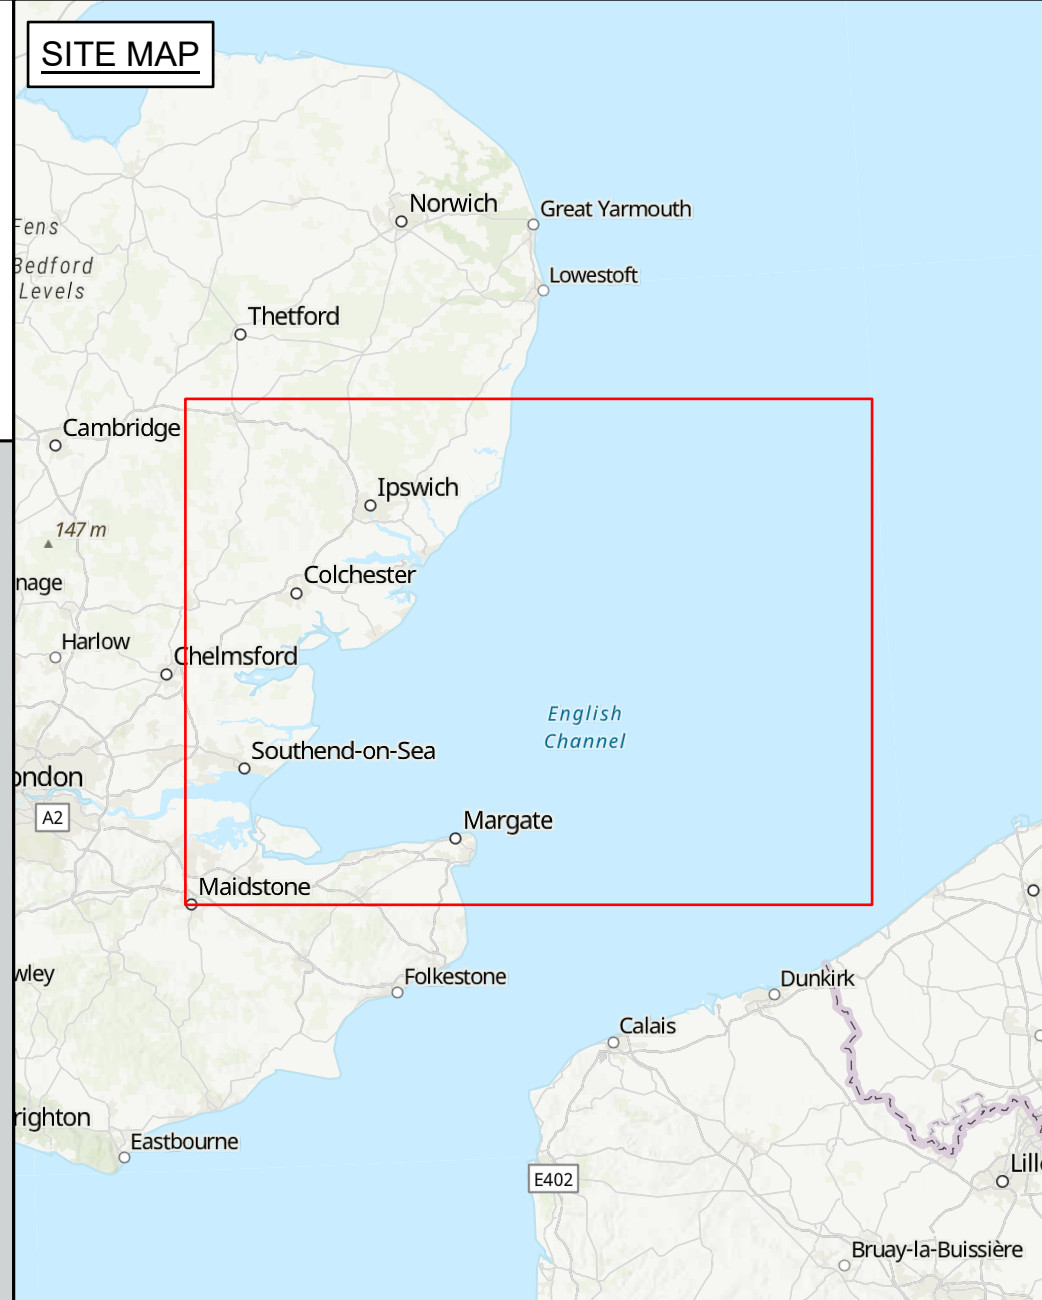 SITE MAP
Norwich
Great Yarmouth
Fens
Bedford
Levels
Lowestoft
Thetford
Cambridge
Ipswich
147 m
nage
Colchester
Harlow
Chelmsford
English
Channel
Southend-on-Sea
ondon
A2
Margate
Maidstone
wley
Folkestone
Dunkirk
Calais
righton
Eastbourne
Lill
E402
Bruay-la-Buissière